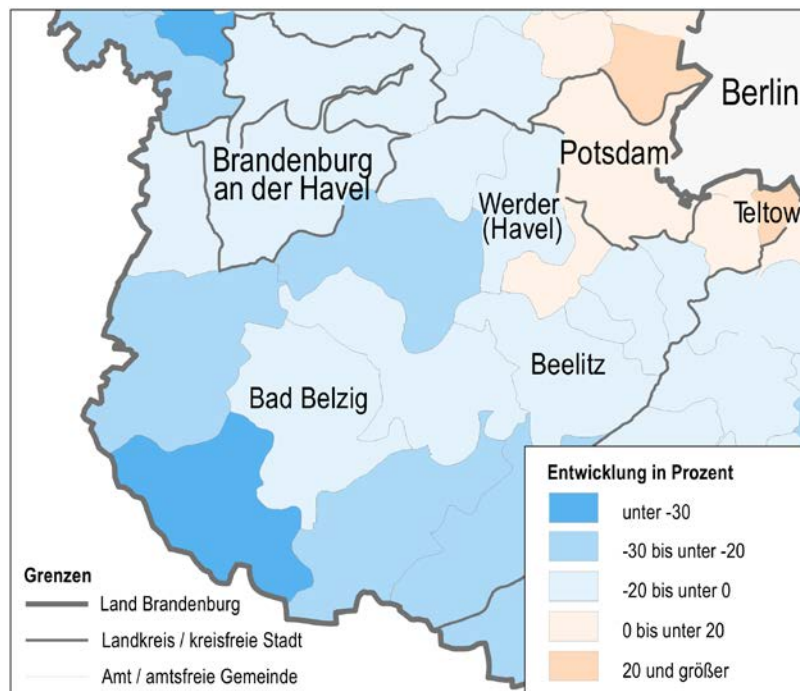 Berlin
Potsdam
Brandenburg
an der Havel
Werder
(Havel)
Teltow
Beelitz
Bad Belzig
Entwicklung in Prozent
unter -30
-30 bis unter -20
-20 bis unter 0
0 bis unter 20
20 und größer
Grenzen
Land Brandenburg
Landkreis / kreisfreie Stadt
Amt / amtsfreie Gemeinde